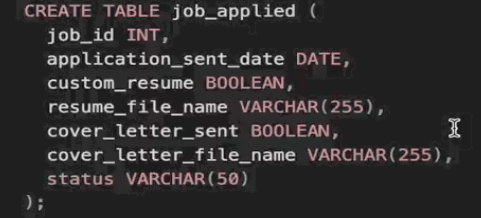 CREATE TABLE job_applied (
job_id INT,
application_sent_date DATE,
custom_resume BOOLEAN,
resume_file_name VARCHAR(255),
cover_letter_sent BOOLEAN,
cover_letter_file_name VARCHAR(255),
status VARCHAR(50)
);